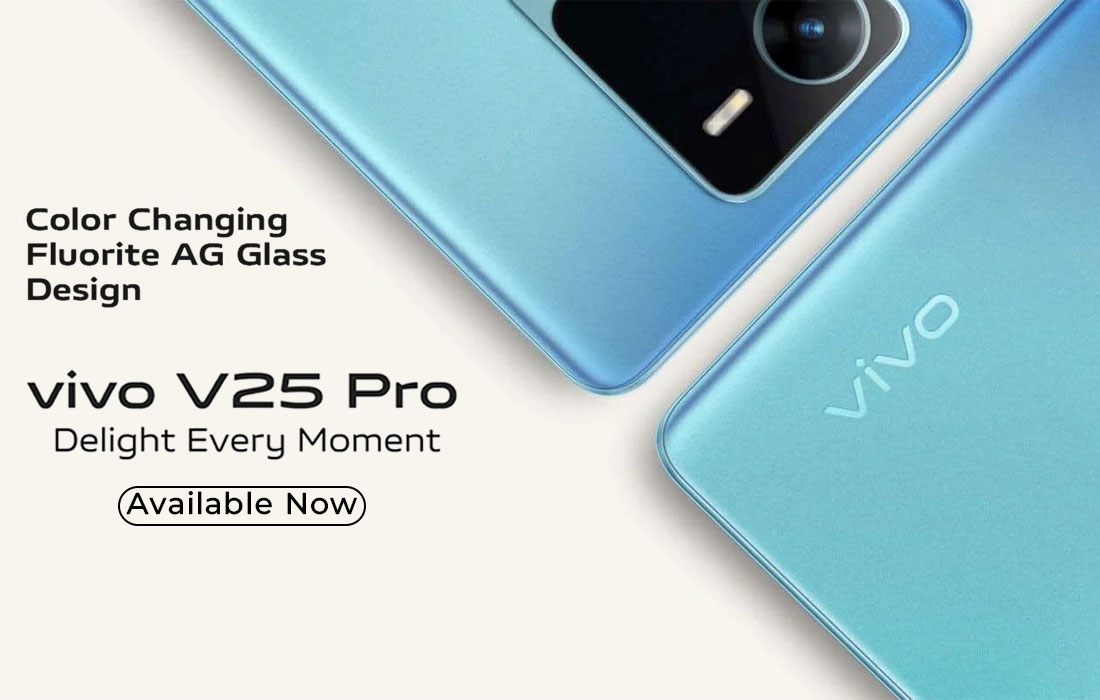 Color Changing
Fluorite AG Glass
Design
vivo V25 Pro
Delight Every Moment
Available Now
vivo